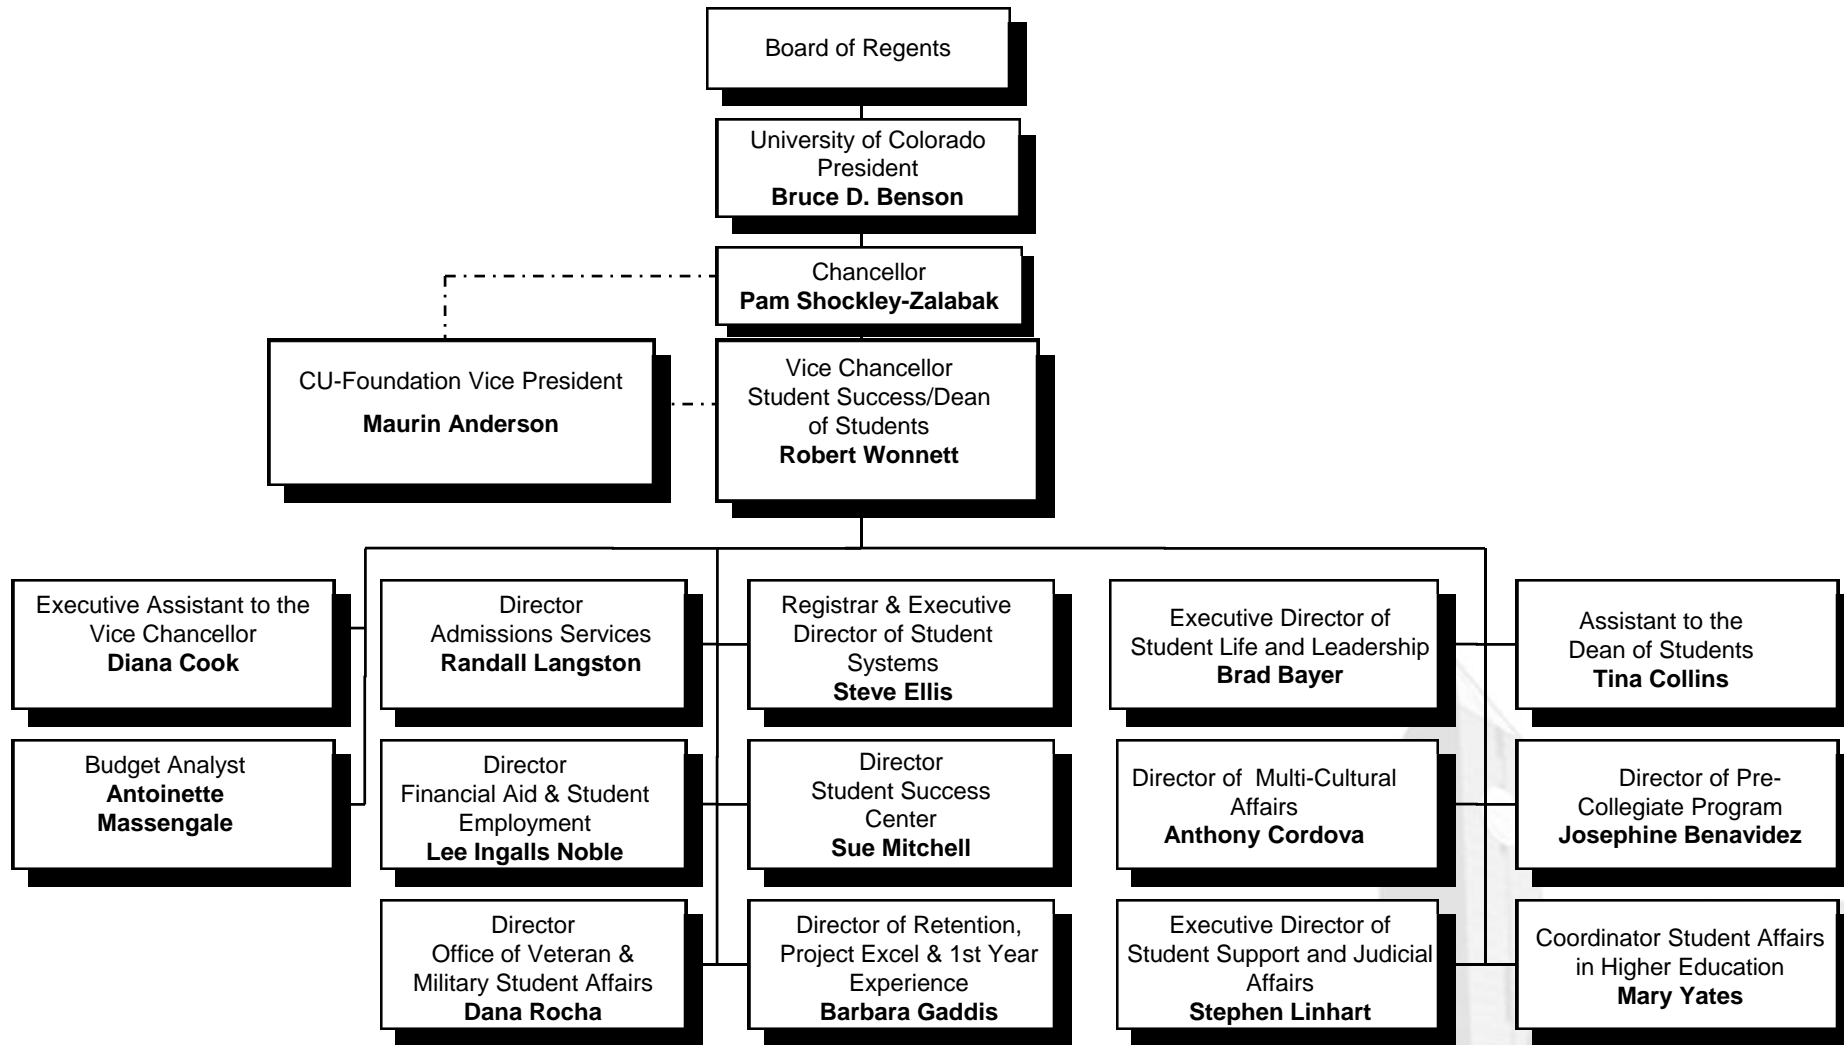 Board of Regents
University of Colorado
President
Bruce D. Benson
Chancellor
Pam Shockley-Zalabak
CU-Foundation Vice President
Maurin Anderson
Vice Chancellor
Student Success/Dean
of Students
Robert Wonnett
Executive Assistant to the
Vice Chancellor
Diana Cook
Director
Admissions Services
Randall Langston
Registrar & Executive
Director of Student
Systems
Steve Ellis
Executive Director of
Student Life and Leadership
Brad Bayer
Assistant to the
Dean of Students
Tina Collins
Budget Analyst
Antoinette
Massengale
Director
Financial Aid & Student
Employment
Lee Ingalls Noble
Director
Student Success
Center
Sue Mitchell
Director of Multi-Cultural
Affairs
Anthony Cordova
Director of Pre-
Collegiate Program
Josephine Benavidez
Director
Office of Veteran &
Military Student Affairs
Dana Rocha
Director of Retention,
Project Excel & 1st Year
Experience
Barbara Gaddis
Executive Director of
Student Support and Judicial
Affairs
Stephen Linhart
Coordinator Student Affairs
in Higher Education
Mary Yates